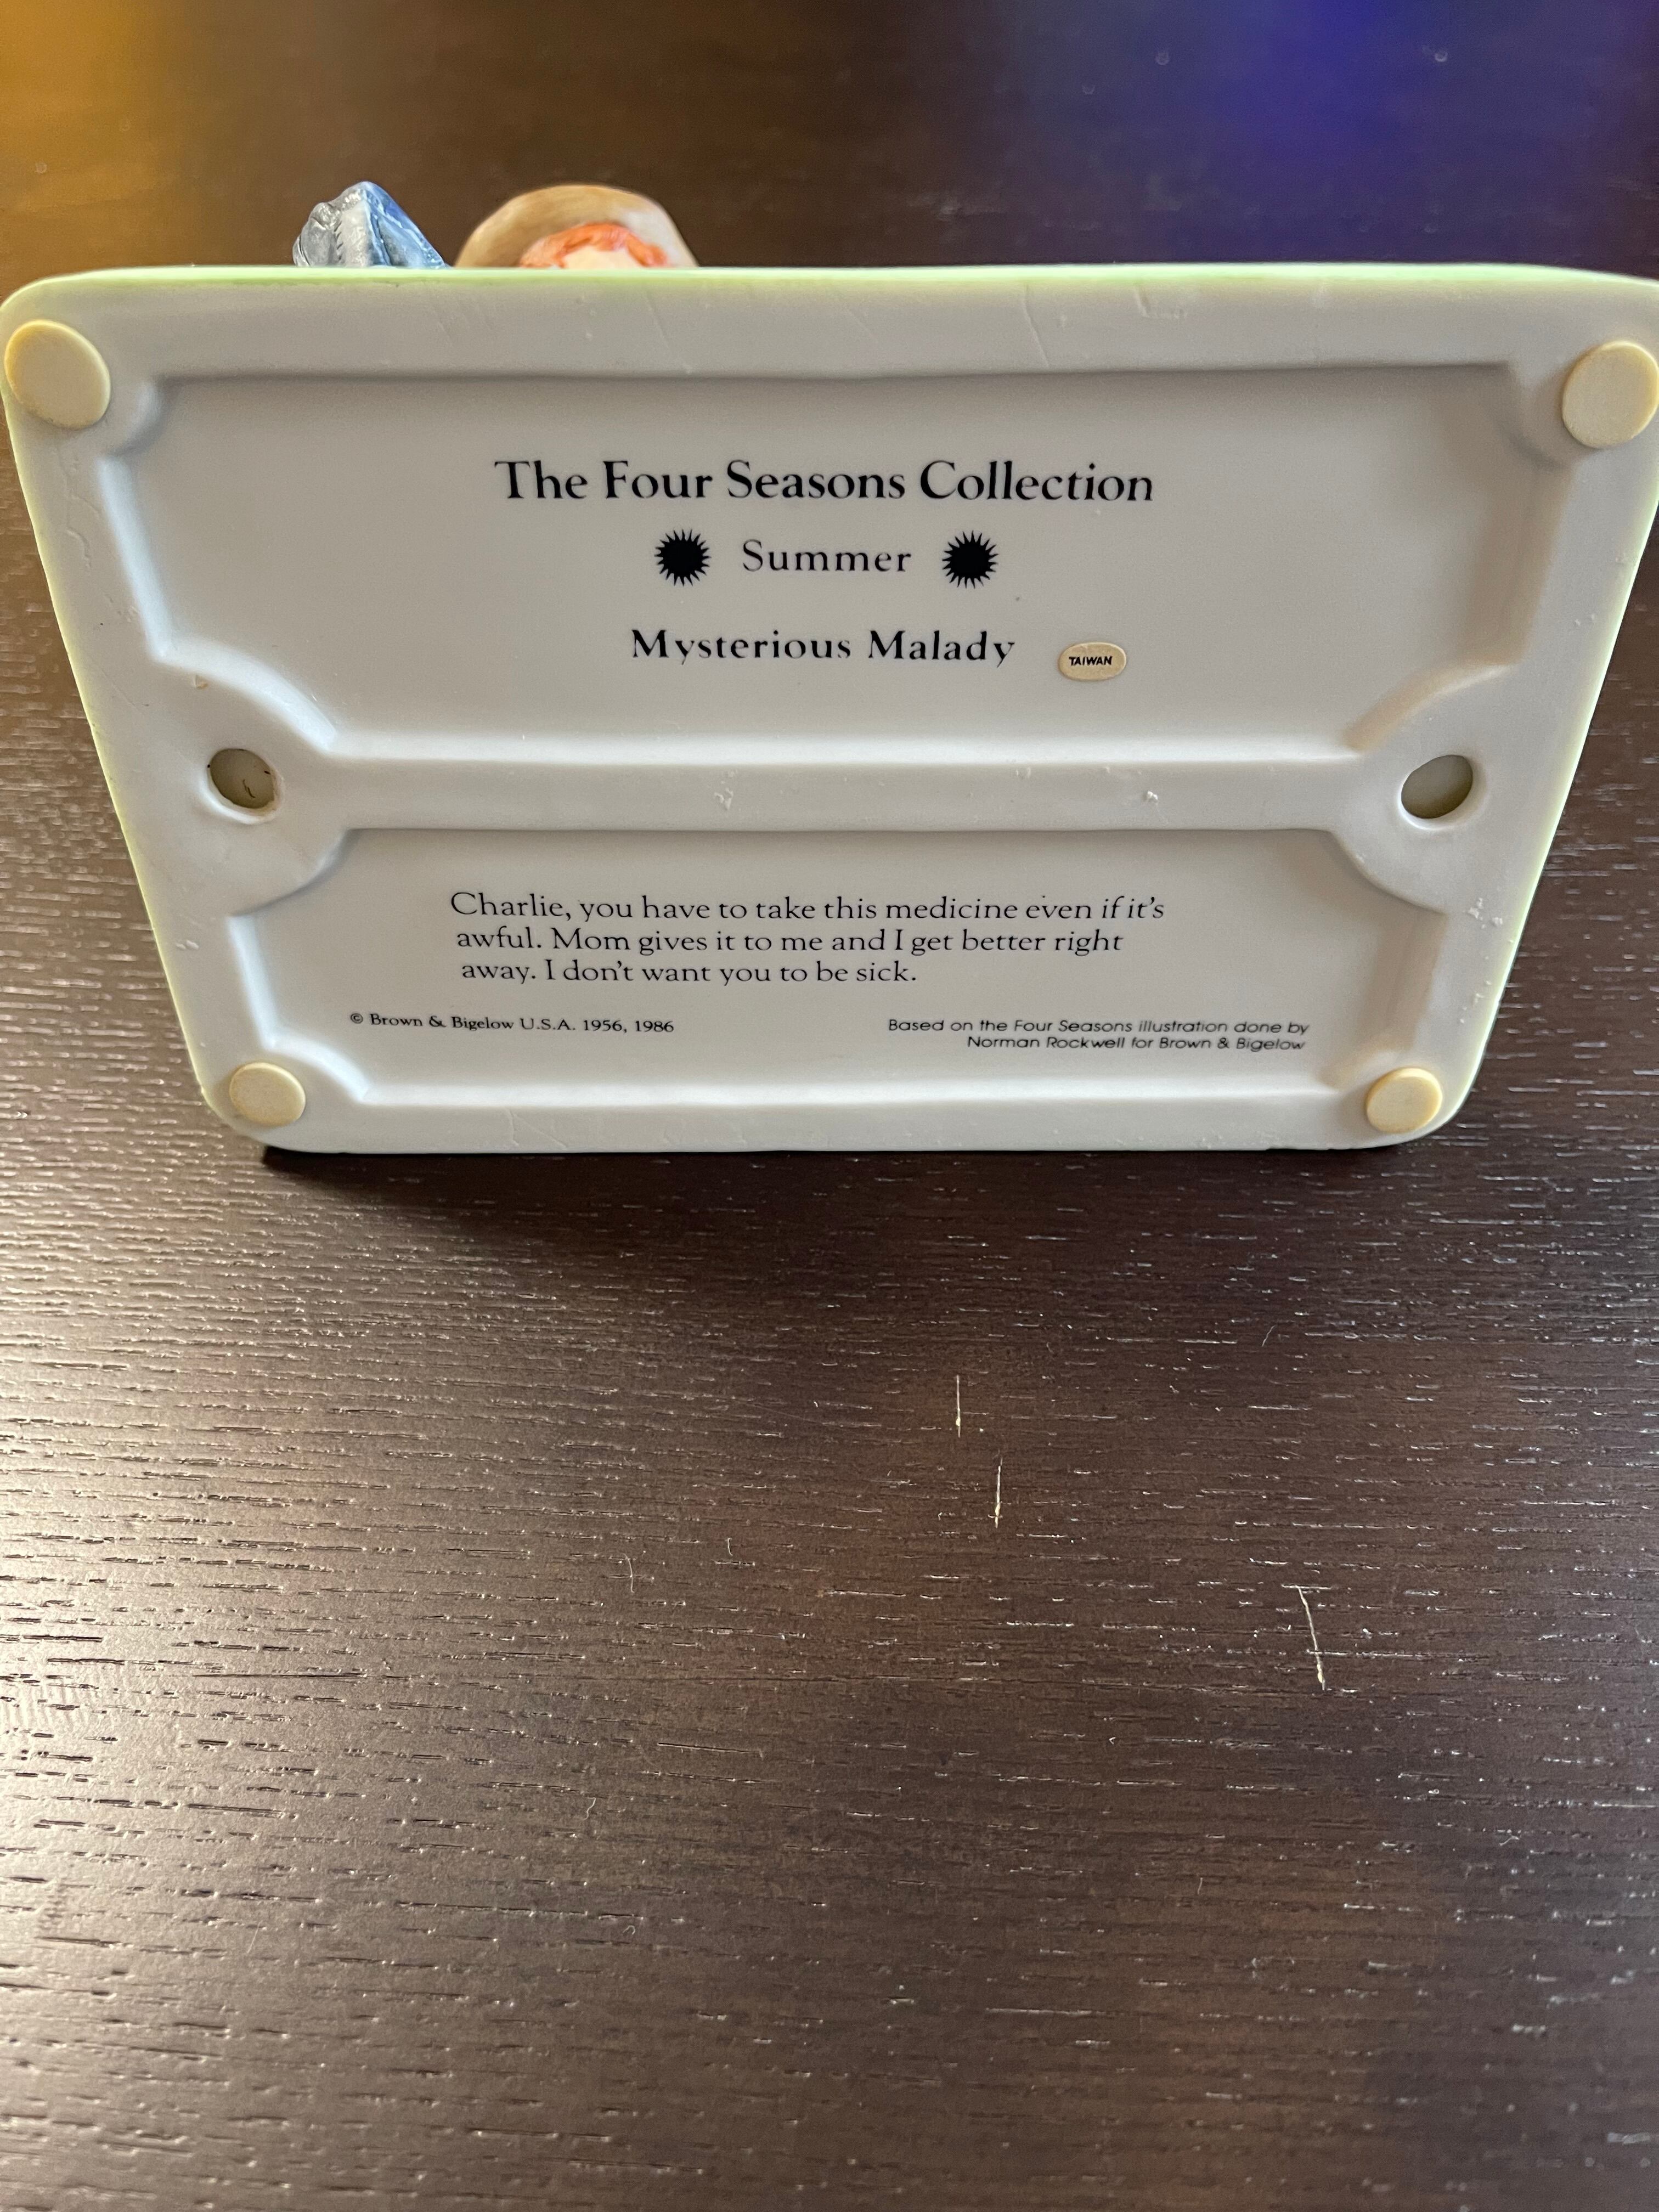 The Four Seasons Collection
Summer
Mysterious Malady
TAIWAN
Charlie, you have to take this medicine even if it's
awful. Mom gives it to me and I get better right
away. I don't want you to be sick.
© Brown & Bigelow U.S.A. 1956, 1986
Based on the Four Seasons illustration done by
Norman Rockwell for Brown & Bigelow